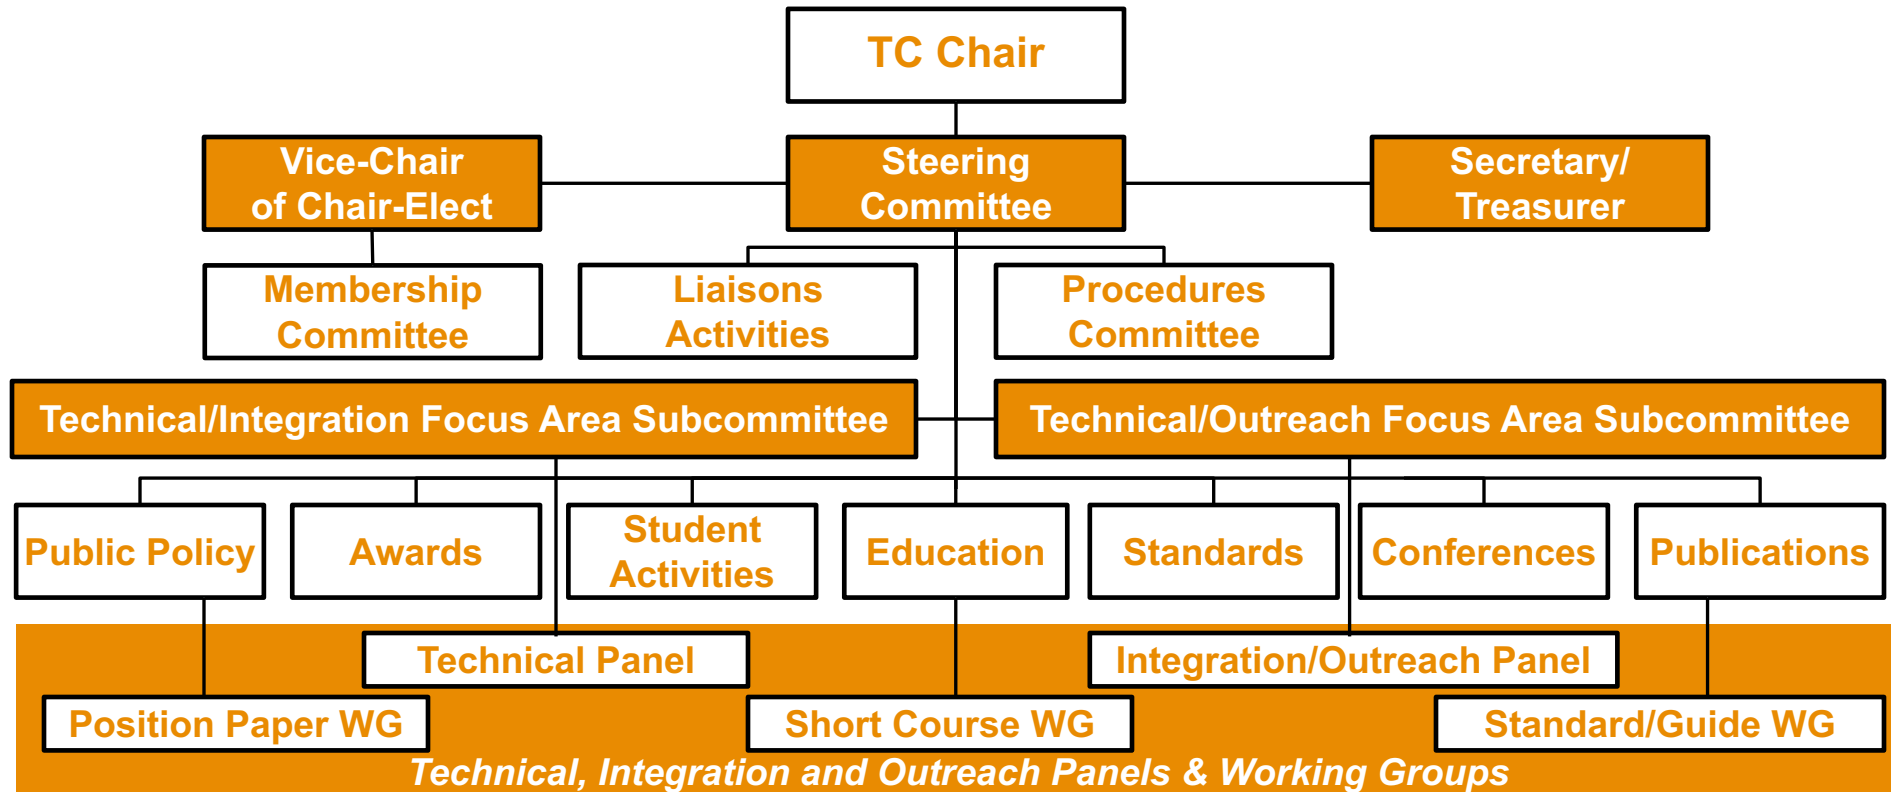 TC Chair
Vice-Chair
of Chair-Elect
Steering
Committee
Secretary/
Treasurer
Membership
Committee
Liaisons
Activities
Procedures
Committee
Technical/Integration Focus Area Subcommittee
Technical/Outreach Focus Area Subcommittee
Public Policy
Awards
Student
Activities
Education
Standards
Conferences
Publications
Technical Panel
Integration/Outreach Panel
Position Paper WG
Short Course WG
Standard/Guide WG
Technical, Integration and Outreach Panels & Working Groups